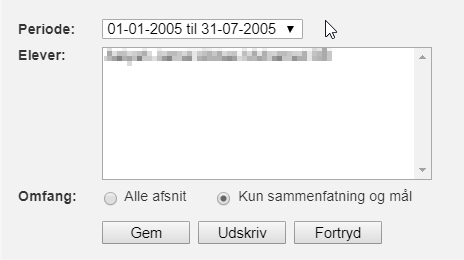 Periode: 01-01-2005 til 31-07-2005
Elever:
Omfang: Alle afsnit Kun sammenfatning og mål
Gem Udskriv Fortryd